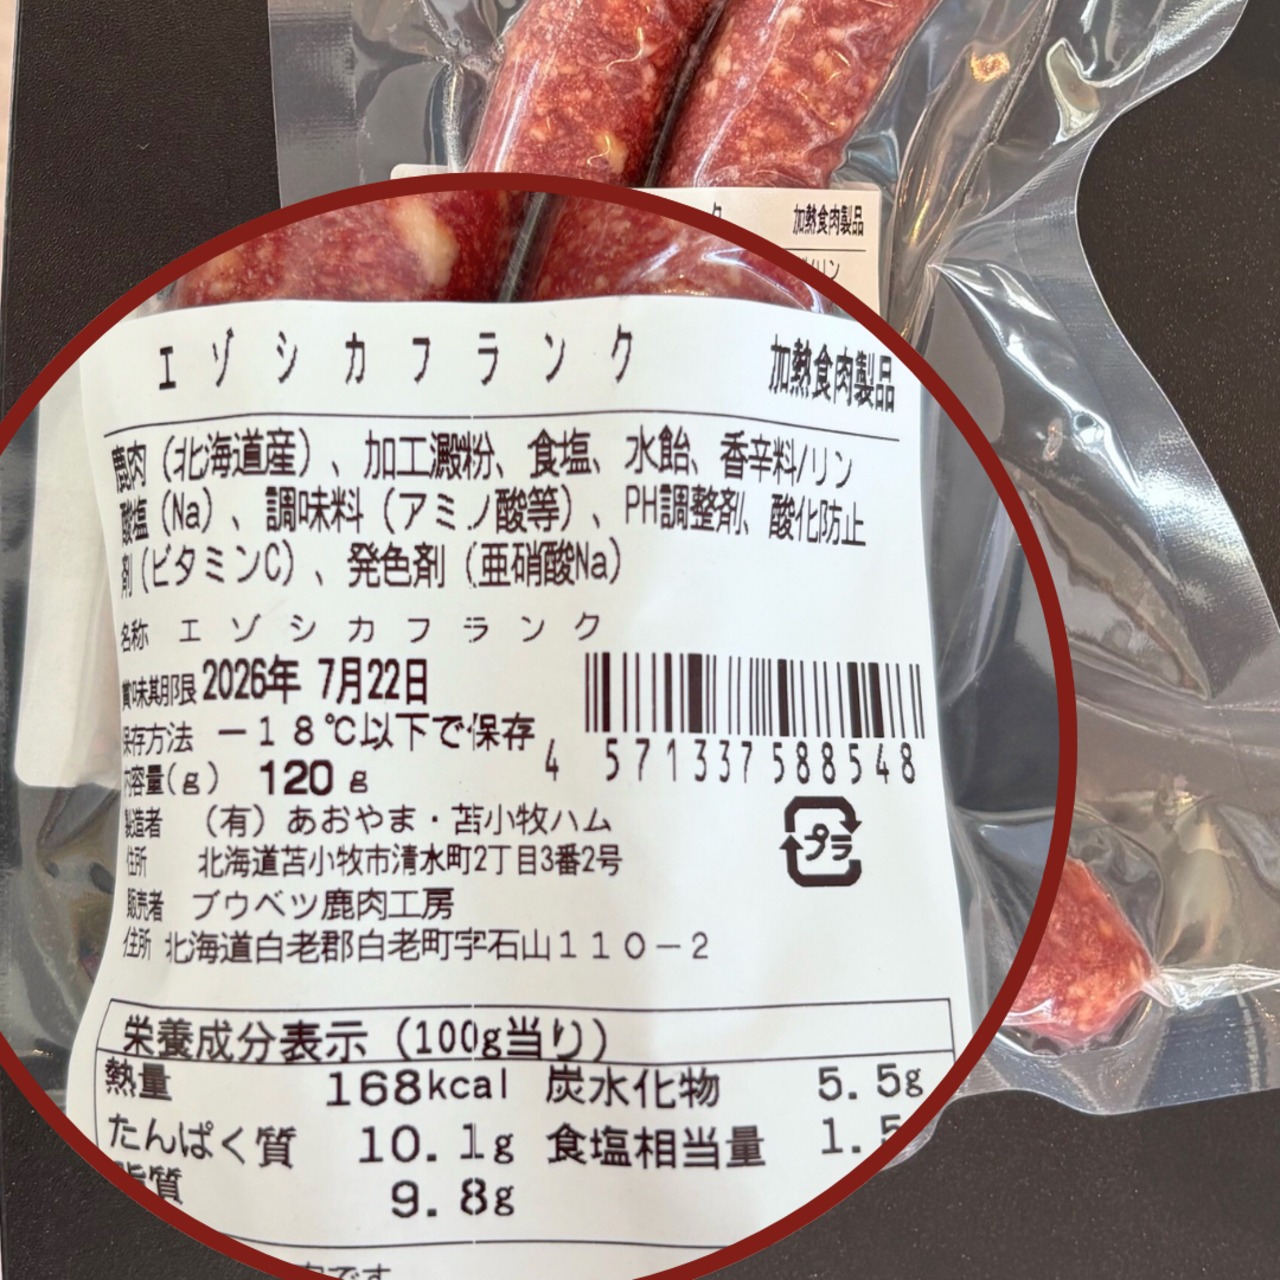 加熱食肉製品
エゾシカフランク 加熱食肉製品
鹿肉（北海道産）、加工澱粉、食塩、水飴、香辛料/リン
酸塩（Na）、調味料（アミノ酸等）、PH調整剤、酸化防止
剤（ビタミンC）、発色剤（亜硝酸Na）
名称 エゾシカフランク
賞味期限 2026年 7月22日
保存方法 －１８℃以下で保存
内容量(g) 120g
4 571337 588548
製造者 （有）あおやま・苫小牧ハム
住所 北海道苫小牧市清水町2丁目3番2号
プラ
販売者 ブウベツ鹿肉工房
住所 北海道白老郡白老町字石山１１０－２
栄養成分表示（100g当り）
熱量 168kcal 炭水化物 5.5g
たんぱく質 10.1g 食塩相当量 1.5
脂質 9.8g